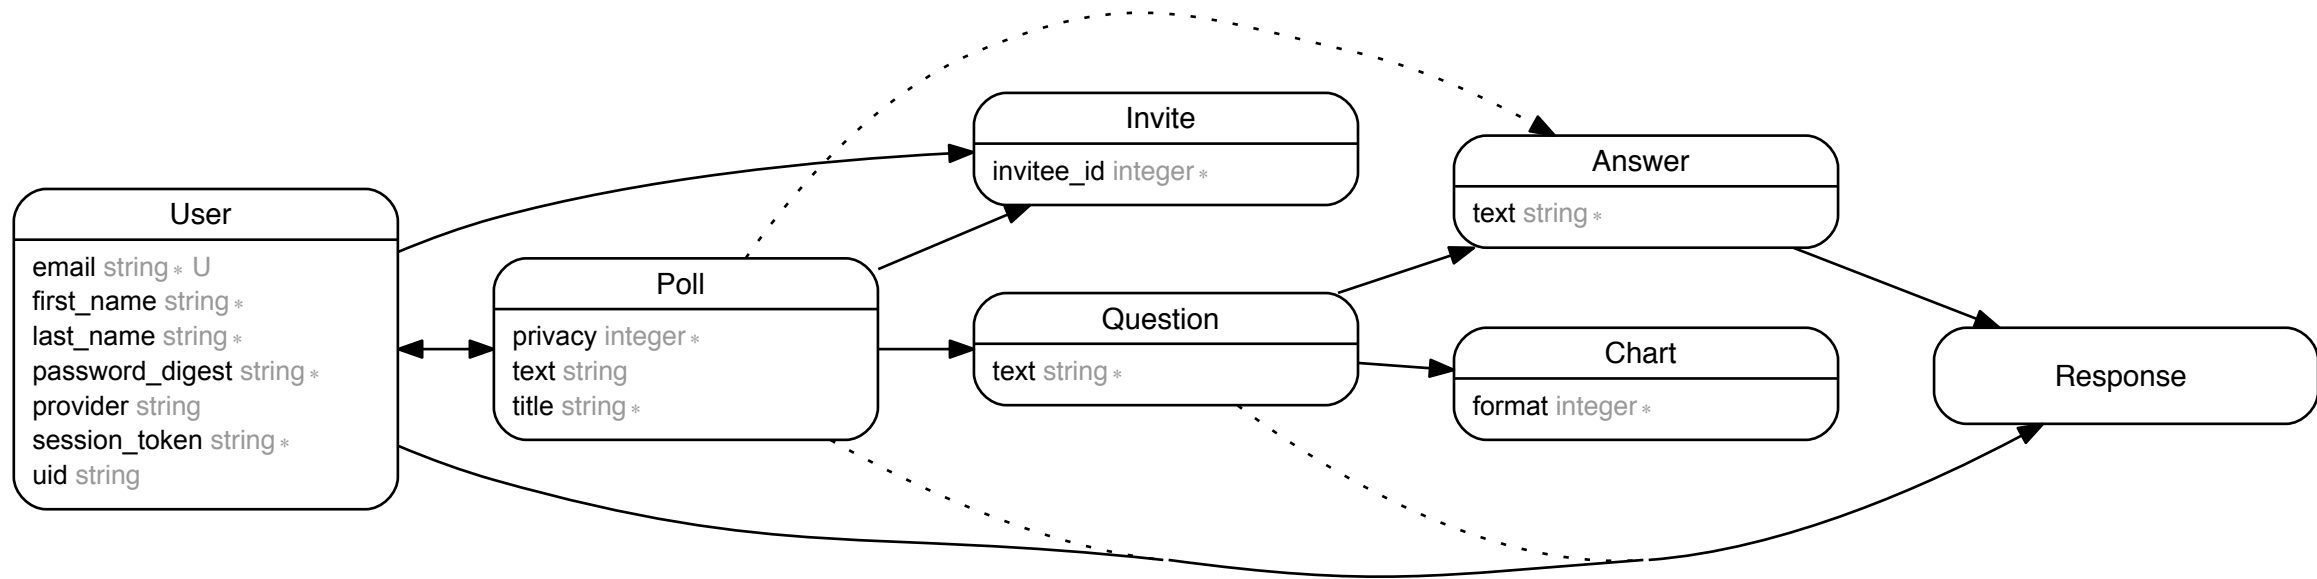 User
email string * U
first_name string *
last_name string *
password_digest string *
provider string
session_token string *
uid string
Poll
privacy integer *
text string
title string *
Invite
invitee_id integer *
Question
text string *
Answer
text string *
Chart
format integer *
Response